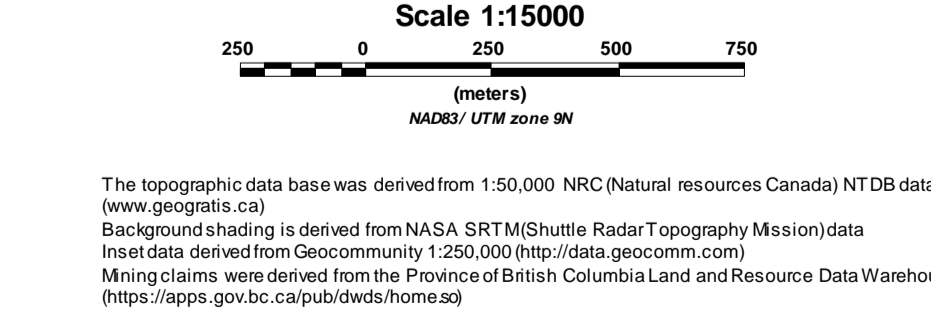 Scale 1:15000
250 0 250 500 750
(meters)
NAD83/ UTM zone 9N
The topographic data base was derived from 1:50,000 NRC (Natural resources Canada) NTDB data
(www.geogratis.ca)
Background shading is derived from NASA SRTM(Shuttle Radar Topography Mission) data
Inset data derived from Geocommunity 1:250,000 (http://data.geocomm.com)
Mining claims were derived from the Province of British Columbia Land and Resource Data Warehou
(https://apps.gov.bc.ca/pub/dwds/home.so)